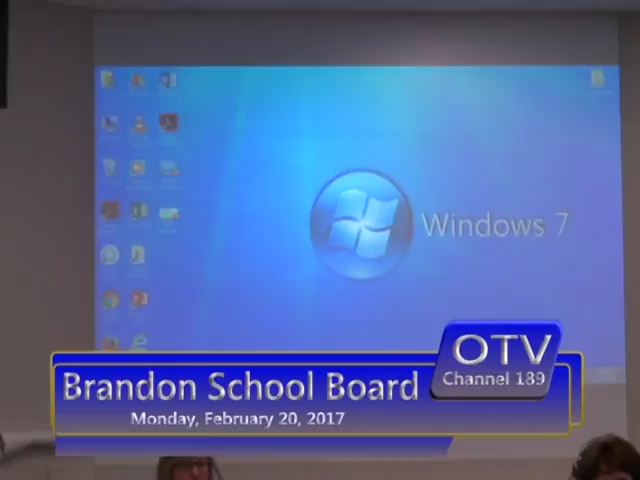 Windows 7
OTV
Channel 189
Brandon School Board
Monday, February 20, 2017